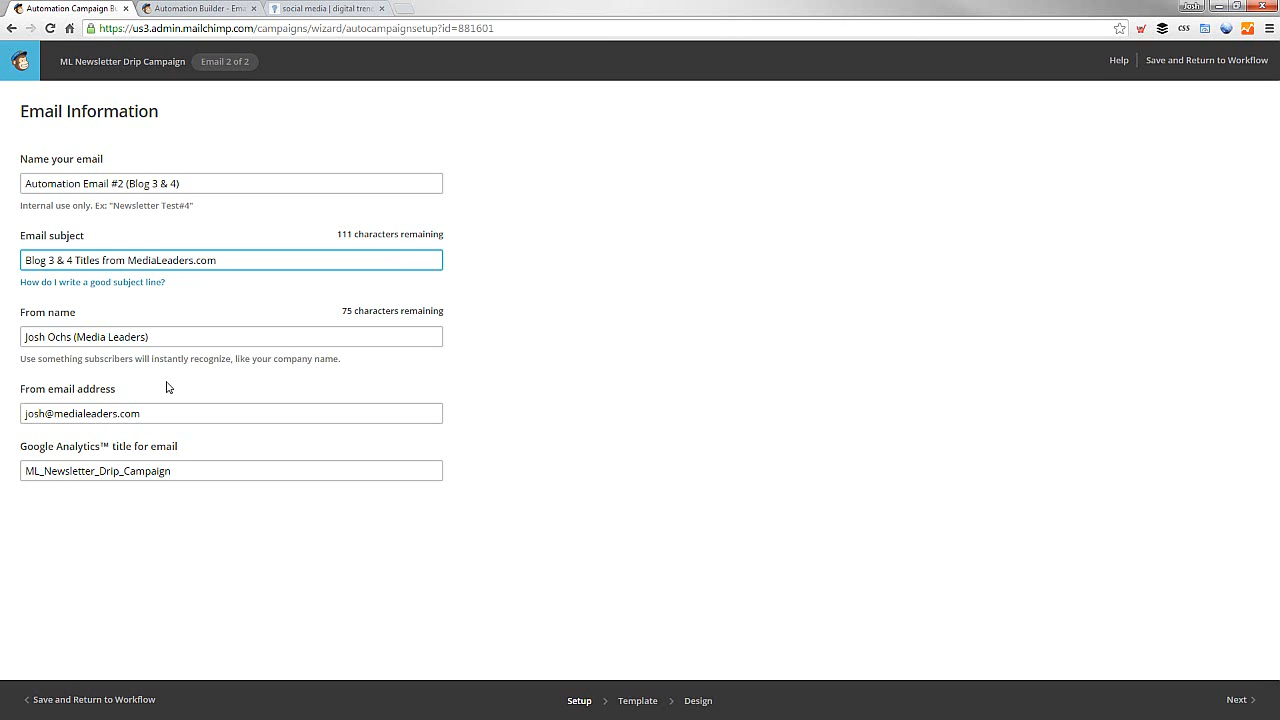 Automation Campaign Bu
Automation Builder - Ema
social media | digital trend
Josh
https://us3.admin.mailchimp.com/campaigns/wizard/autocampaignsetup?id=881601
css
ML Newsletter Drip Campaign
Email 2 of 2
Help
Save and Return to Workflow
Email Information
Name your email
Automation Email #2 (Blog 3 & 4)
Internal use only. Ex: "Newsletter Test#4"
Email subject
111 characters remaining
Blog 3 & 4 Titles from MediaLeaders.com
How do I write a good subject line?
From name
75 characters remaining
Josh Ochs (Media Leaders)
Use something subscribers will instantly recognize, like your company name.
From email address
josh@medialeaders.com
Google Analytics™ title for email
ML_Newsletter_Drip_Campaign
Save and Return to Workflow
Setup
Template
Design
Next